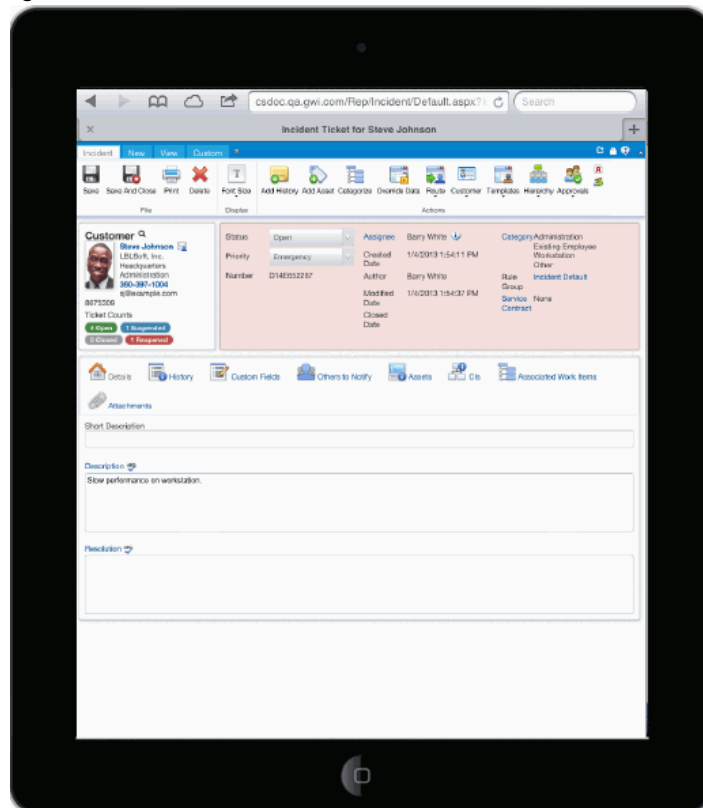 csdoc.qa.gwi.com/Rep/Incident/Default.aspx?I
Search
Incident Ticket for Steve Johnson
Incident New View Custom
Save Save And Close Print Delete Font Size Add History Add Asset Categorize Override Data Route Customer Templates Hierarchy Approvals
File Display Actions
Customer
Steve Johnson
LBLSoft, Inc.
Headquarters
Administration
360-397-1004
sj@example.com
8675309
Ticket Counts
4 Open 1 Suspended
0 Closed 1 Reopened
Status Open
Priority Emergency
Number
Assignee Barry White
Created Date 1/4/2013 1:54:11 PM
Author Barry White
Modified Date 1/4/2013 1:54:37 PM
Closed Date
Category Administration
Existing Employee
Workstation
Other
Rule Group Incident Default
Service Contract None
Details History Custom Fields Others to Notify Assets CIs Associated Work Items
Attachments
Short Description
Description
Slow performance on workstation.
Resolution